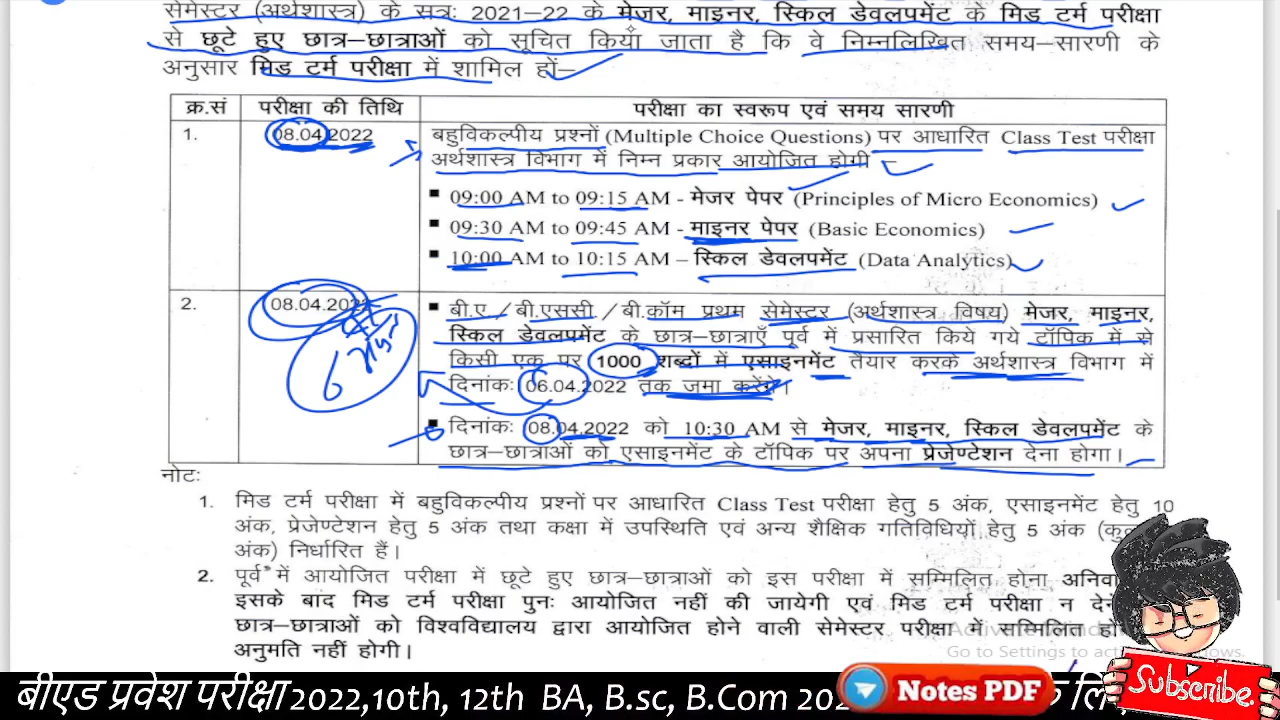 सेमेस्टर (अर्थशास्त्र) के सत्रः 2021–22 के मेजर, माइनर, स्किल डेवलपमेंट के मिड टर्म परीक्षा
से छूटे हुए छात्र–छात्राओं को सूचित किया जाता है कि वे निम्नलिखित समय–सारणी के
अनुसार मिड टर्म परीक्षा में शामिल हों–
क्र.सं परीक्षा की तिथि परीक्षा का स्वरूप एवं समय सारणी
1. 08.04.2022 बहुविकल्पीय प्रश्नों (Multiple Choice Questions) पर आधारित Class Test परीक्षा
अर्थशास्त्र विभाग में निम्न प्रकार आयोजित होगी –
▪ 09:00 AM to 09:15 AM - मेजर पेपर (Principles of Micro Economics)
▪ 09:30 AM to 09:45 AM - माइनर पेपर (Basic Economics)
▪ 10:00 AM to 10:15 AM – स्किल डेवलपमेंट (Data Analytics)
2. 08.04.2022 ▪ बी.ए / बी.एससी / बी.कॉम प्रथम सेमेस्टर (अर्थशास्त्र विषय) मेजर, माइनर,
स्किल डेवलपमेंट के छात्र–छात्राएँ पूर्व में प्रसारित किये गये टॉपिक में से
किसी एक पर 1000 शब्दों में एसाइनमेंट तैयार करके अर्थशास्त्र विभाग में
दिनांकः 06.04.2022 तक जमा करेंगे।
6
▪ दिनांकः 08.04.2022 को 10:30 AM से मेजर, माइनर, स्किल डेवलपमेंट के
छात्र–छात्राओं को एसाइनमेंट के टॉपिक पर अपना प्रेजेण्टेशन देना होगा।
नोटः
1. मिड टर्म परीक्षा में बहुविकल्पीय प्रश्नों पर आधारित Class Test परीक्षा हेतु 5 अंक, एसाइनमेंट हेतु 10
अंक, प्रेजेण्टेशन हेतु 5 अंक तथा कक्षा में उपस्थिति एवं अन्य शैक्षिक गतिविधियों हेतु 5 अंक
अंक) निर्धारित हैं।
2. पूर्व में आयोजित परीक्षा में छूटे हुए छात्र–छात्राओं को इस परीक्षा में सम्मिलित होना
इसके बाद मिड टर्म परीक्षा पुनः आयोजित नहीं की जायेगी एवं मिड टर्म परीक्षा न
छात्र–छात्राओं को विश्वविद्यालय द्वारा आयोजित होने वाली सेमेस्टर परीक्षा में सम्मिलित
अनुमति नहीं होगी।
Go to Settings to
बीएड प्रवेश परीक्षा 2022,10th, 12th BA, B.sc, B.Com
Notes PDF
Subscribe.